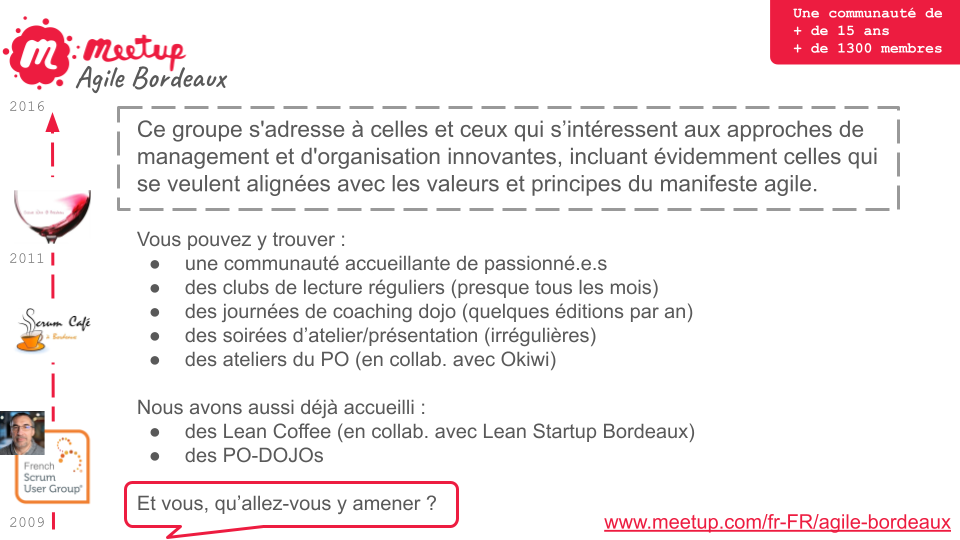 Une communauté de
+ de 15 ans
+ de 1300 membres
m meetup
Agile Bordeaux
2016
Ce groupe s'adresse à celles et ceux qui s’intéressent aux approches de
management et d'organisation innovantes, incluant évidemment celles qui
se veulent alignées avec les valeurs et principes du manifeste agile.
2011
Vous pouvez y trouver :
● une communauté accueillante de passionné.e.s
● des clubs de lecture réguliers (presque tous les mois)
● des journées de coaching dojo (quelques éditions par an)
● des soirées d’atelier/présentation (irrégulières)
● des ateliers du PO (en collab. avec Okiwi)
Scrum Café
à Bordeaux
Nous avons aussi déjà accueilli :
● des Lean Coffee (en collab. avec Lean Startup Bordeaux)
● des PO-DOJOs
French
Scrum
User Group
2009
Et vous, qu’allez-vous y amener ?
www.meetup.com/fr-FR/agile-bordeaux